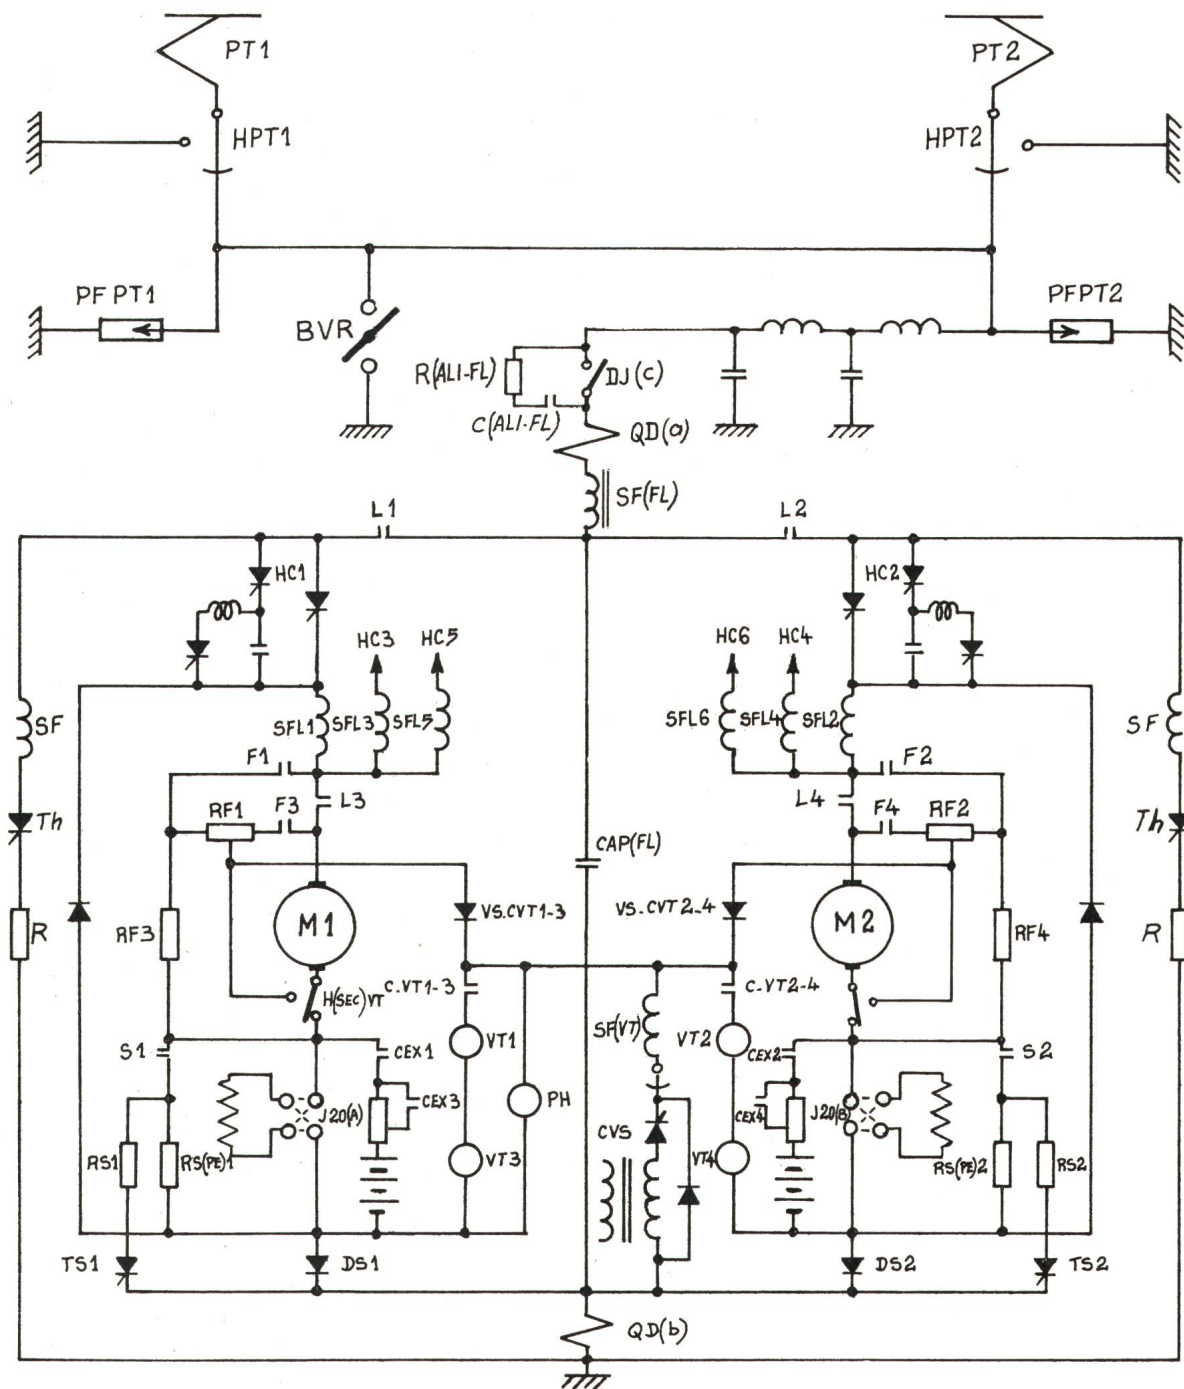 PT1
PT2
HPT1
HPT2
PF PT1
BVR
PFPT2
R(ALI-FL)
DJ(c)
C(ALI-FL)
QD(a)
SF(FL)
L1
L2
HC1
HC2
HC3
HC5
HC6
HC4
SF
SFL1
SFL3
SFL5
SFL6
SFL4
SFL2
SF
F1
F2
L3
L4
RF1
F3
F4
RF2
Th
Th
CAP(FL)
VS.CVT1-3
VS.CVT2-4
M1
M2
R
RF3
RF4
R
H(SEC)VT
C-VT1-3
C-VT2-4
SF(VT)
S1
CEX1
VT1
VT2
CEX2
S2
J20(A)
CEX3
PH
CEX4
J20(B)
CVS
RS1
RS(PE)1
VT3
VT4
RS(PE)2
RS2
TS1
DS1
DS2
TS2
QD(b)